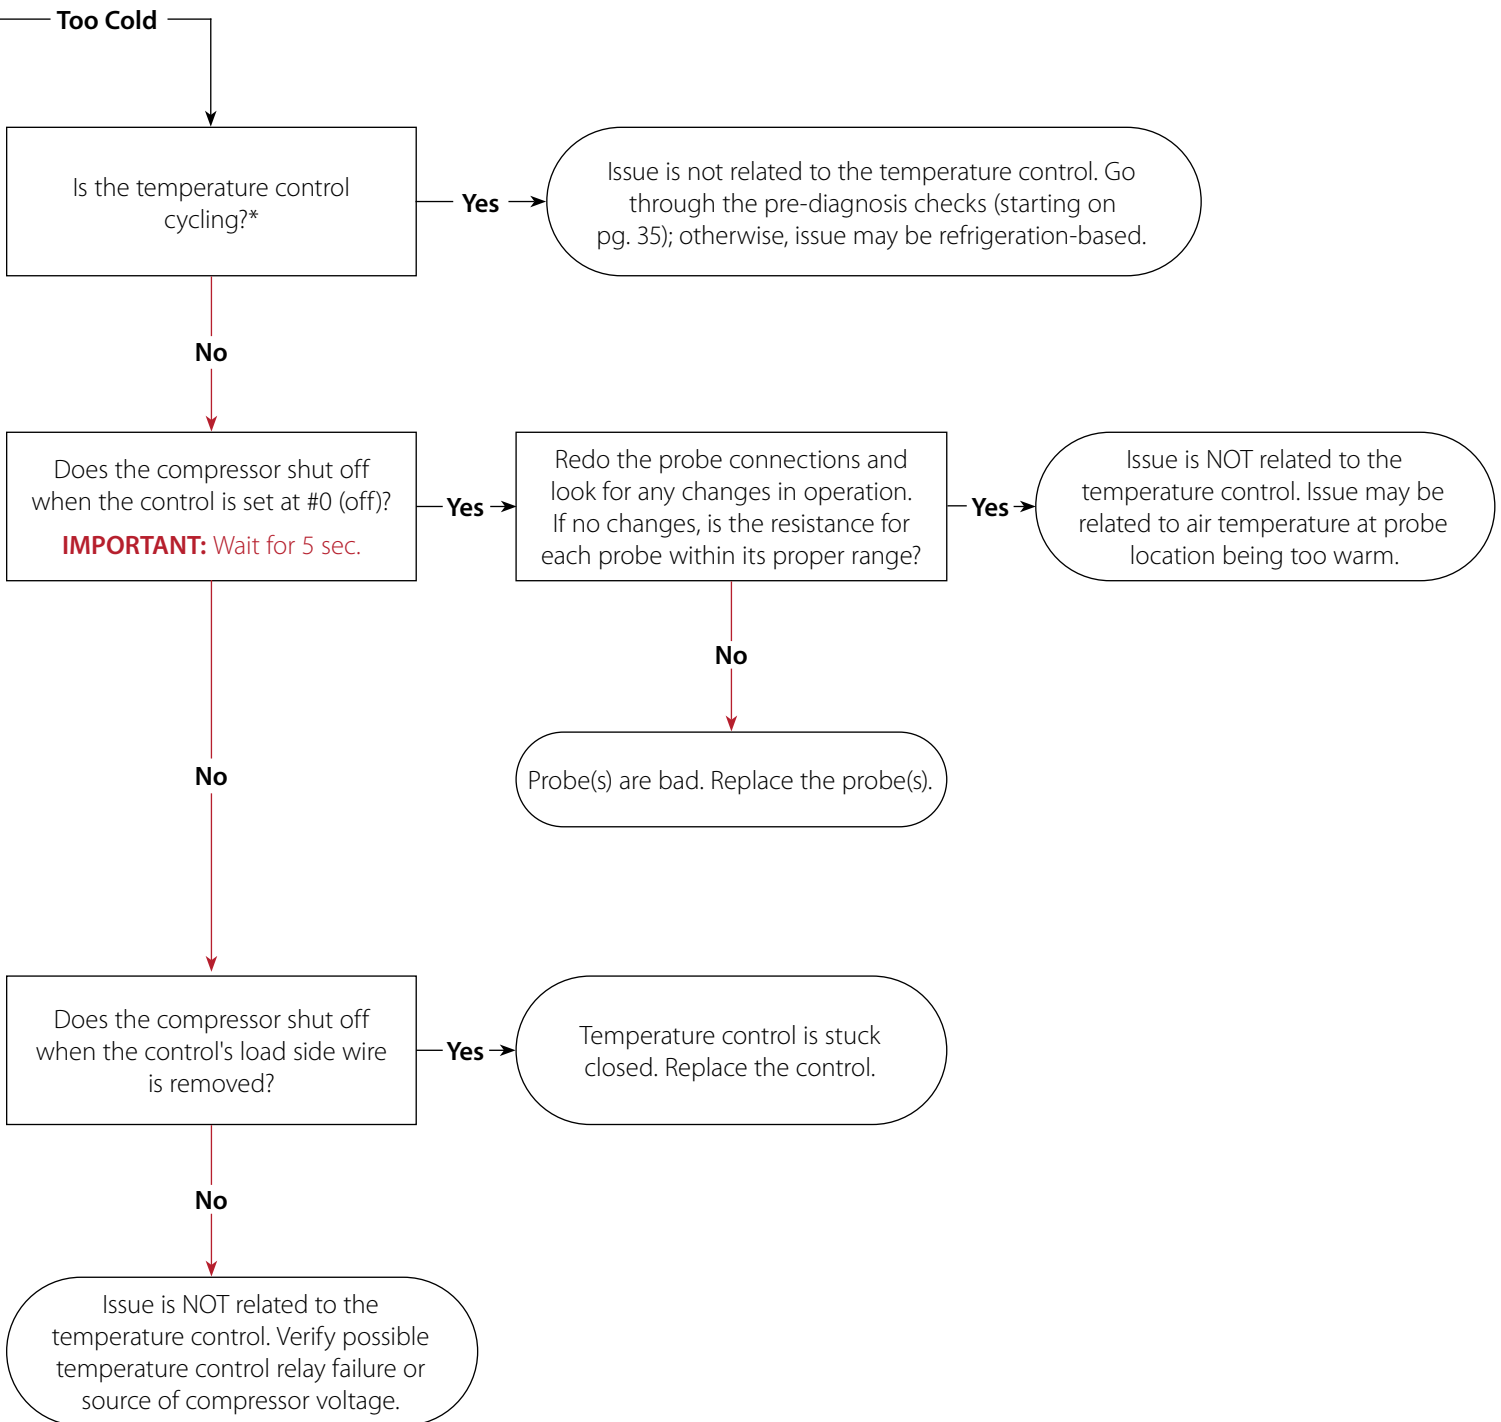 Too Cold
Is the temperature control
cycling?*
Yes
Issue is not related to the temperature control. Go
through the pre-diagnosis checks (starting on
pg. 35); otherwise, issue may be refrigeration-based.
No
Does the compressor shut off
when the control is set at #0 (off)?
IMPORTANT: Wait for 5 sec.
Yes
Redo the probe connections and
look for any changes in operation.
If no changes, is the resistance for
each probe within its proper range?
Yes
Issue is NOT related to the
temperature control. Issue may be
related to air temperature at probe
location being too warm.
No
Probe(s) are bad. Replace the probe(s).
No
Does the compressor shut off
when the control's load side wire
is removed?
Yes
Temperature control is stuck
closed. Replace the control.
No
Issue is NOT related to the
temperature control. Verify possible
temperature control relay failure or
source of compressor voltage.